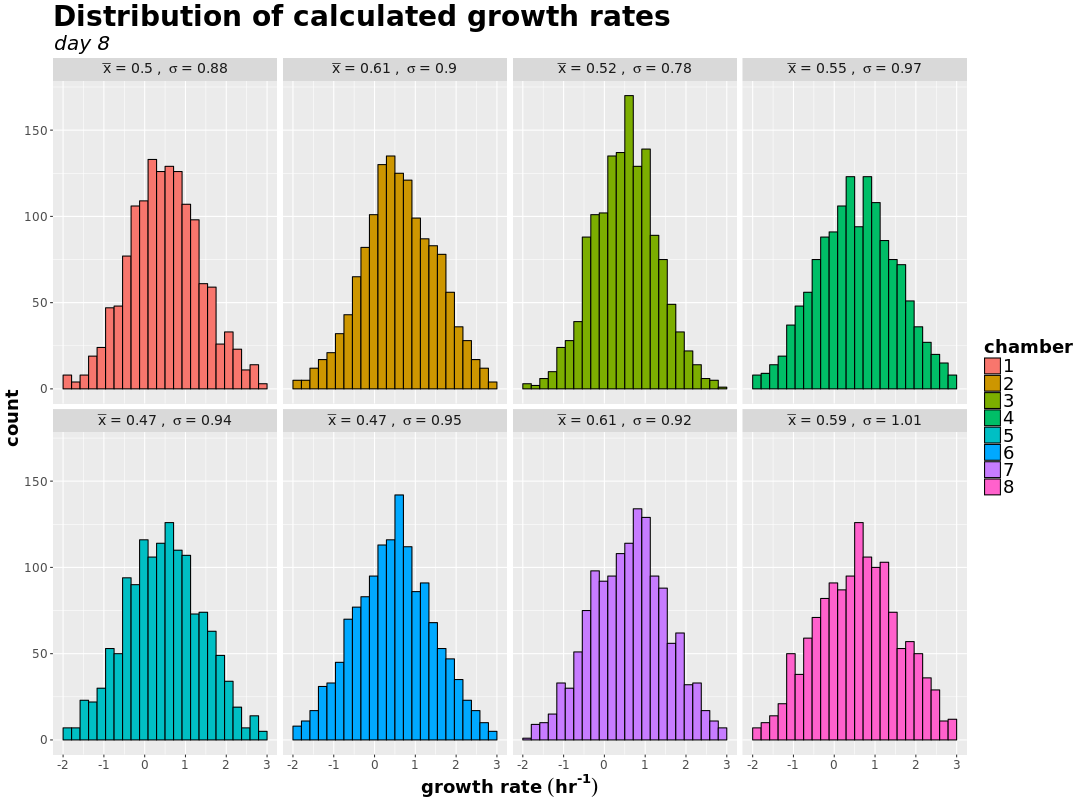 Distribution of calculated growth rates
day 8
x̅ = 0.5 , σ = 0.88
x̅ = 0.61 , σ = 0.9
x̅ = 0.52 , σ = 0.78
x̅ = 0.55 , σ = 0.97
150
100
50
0
x̅ = 0.47 , σ = 0.94
x̅ = 0.47 , σ = 0.95
x̅ = 0.61 , σ = 0.92
x̅ = 0.59 , σ = 1.01
150
100
50
0
-2 -1 0 1 2 3
-2 -1 0 1 2 3
-2 -1 0 1 2 3
-2 -1 0 1 2 3
count
growth rate (hr⁻¹)
chamber
1
2
3
4
5
6
7
8